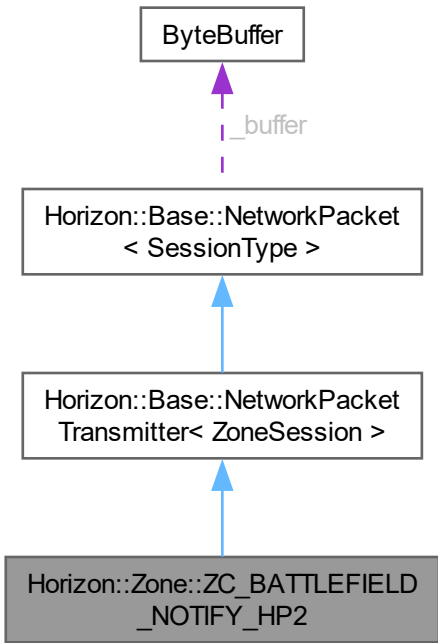 ByteBuffer
_buffer
Horizon::Base::NetworkPacket
< SessionType >
Horizon::Base::NetworkPacket
Transmitter< ZoneSession >
Horizon::Zone::ZC_BATTLEFIELD
_NOTIFY_HP2